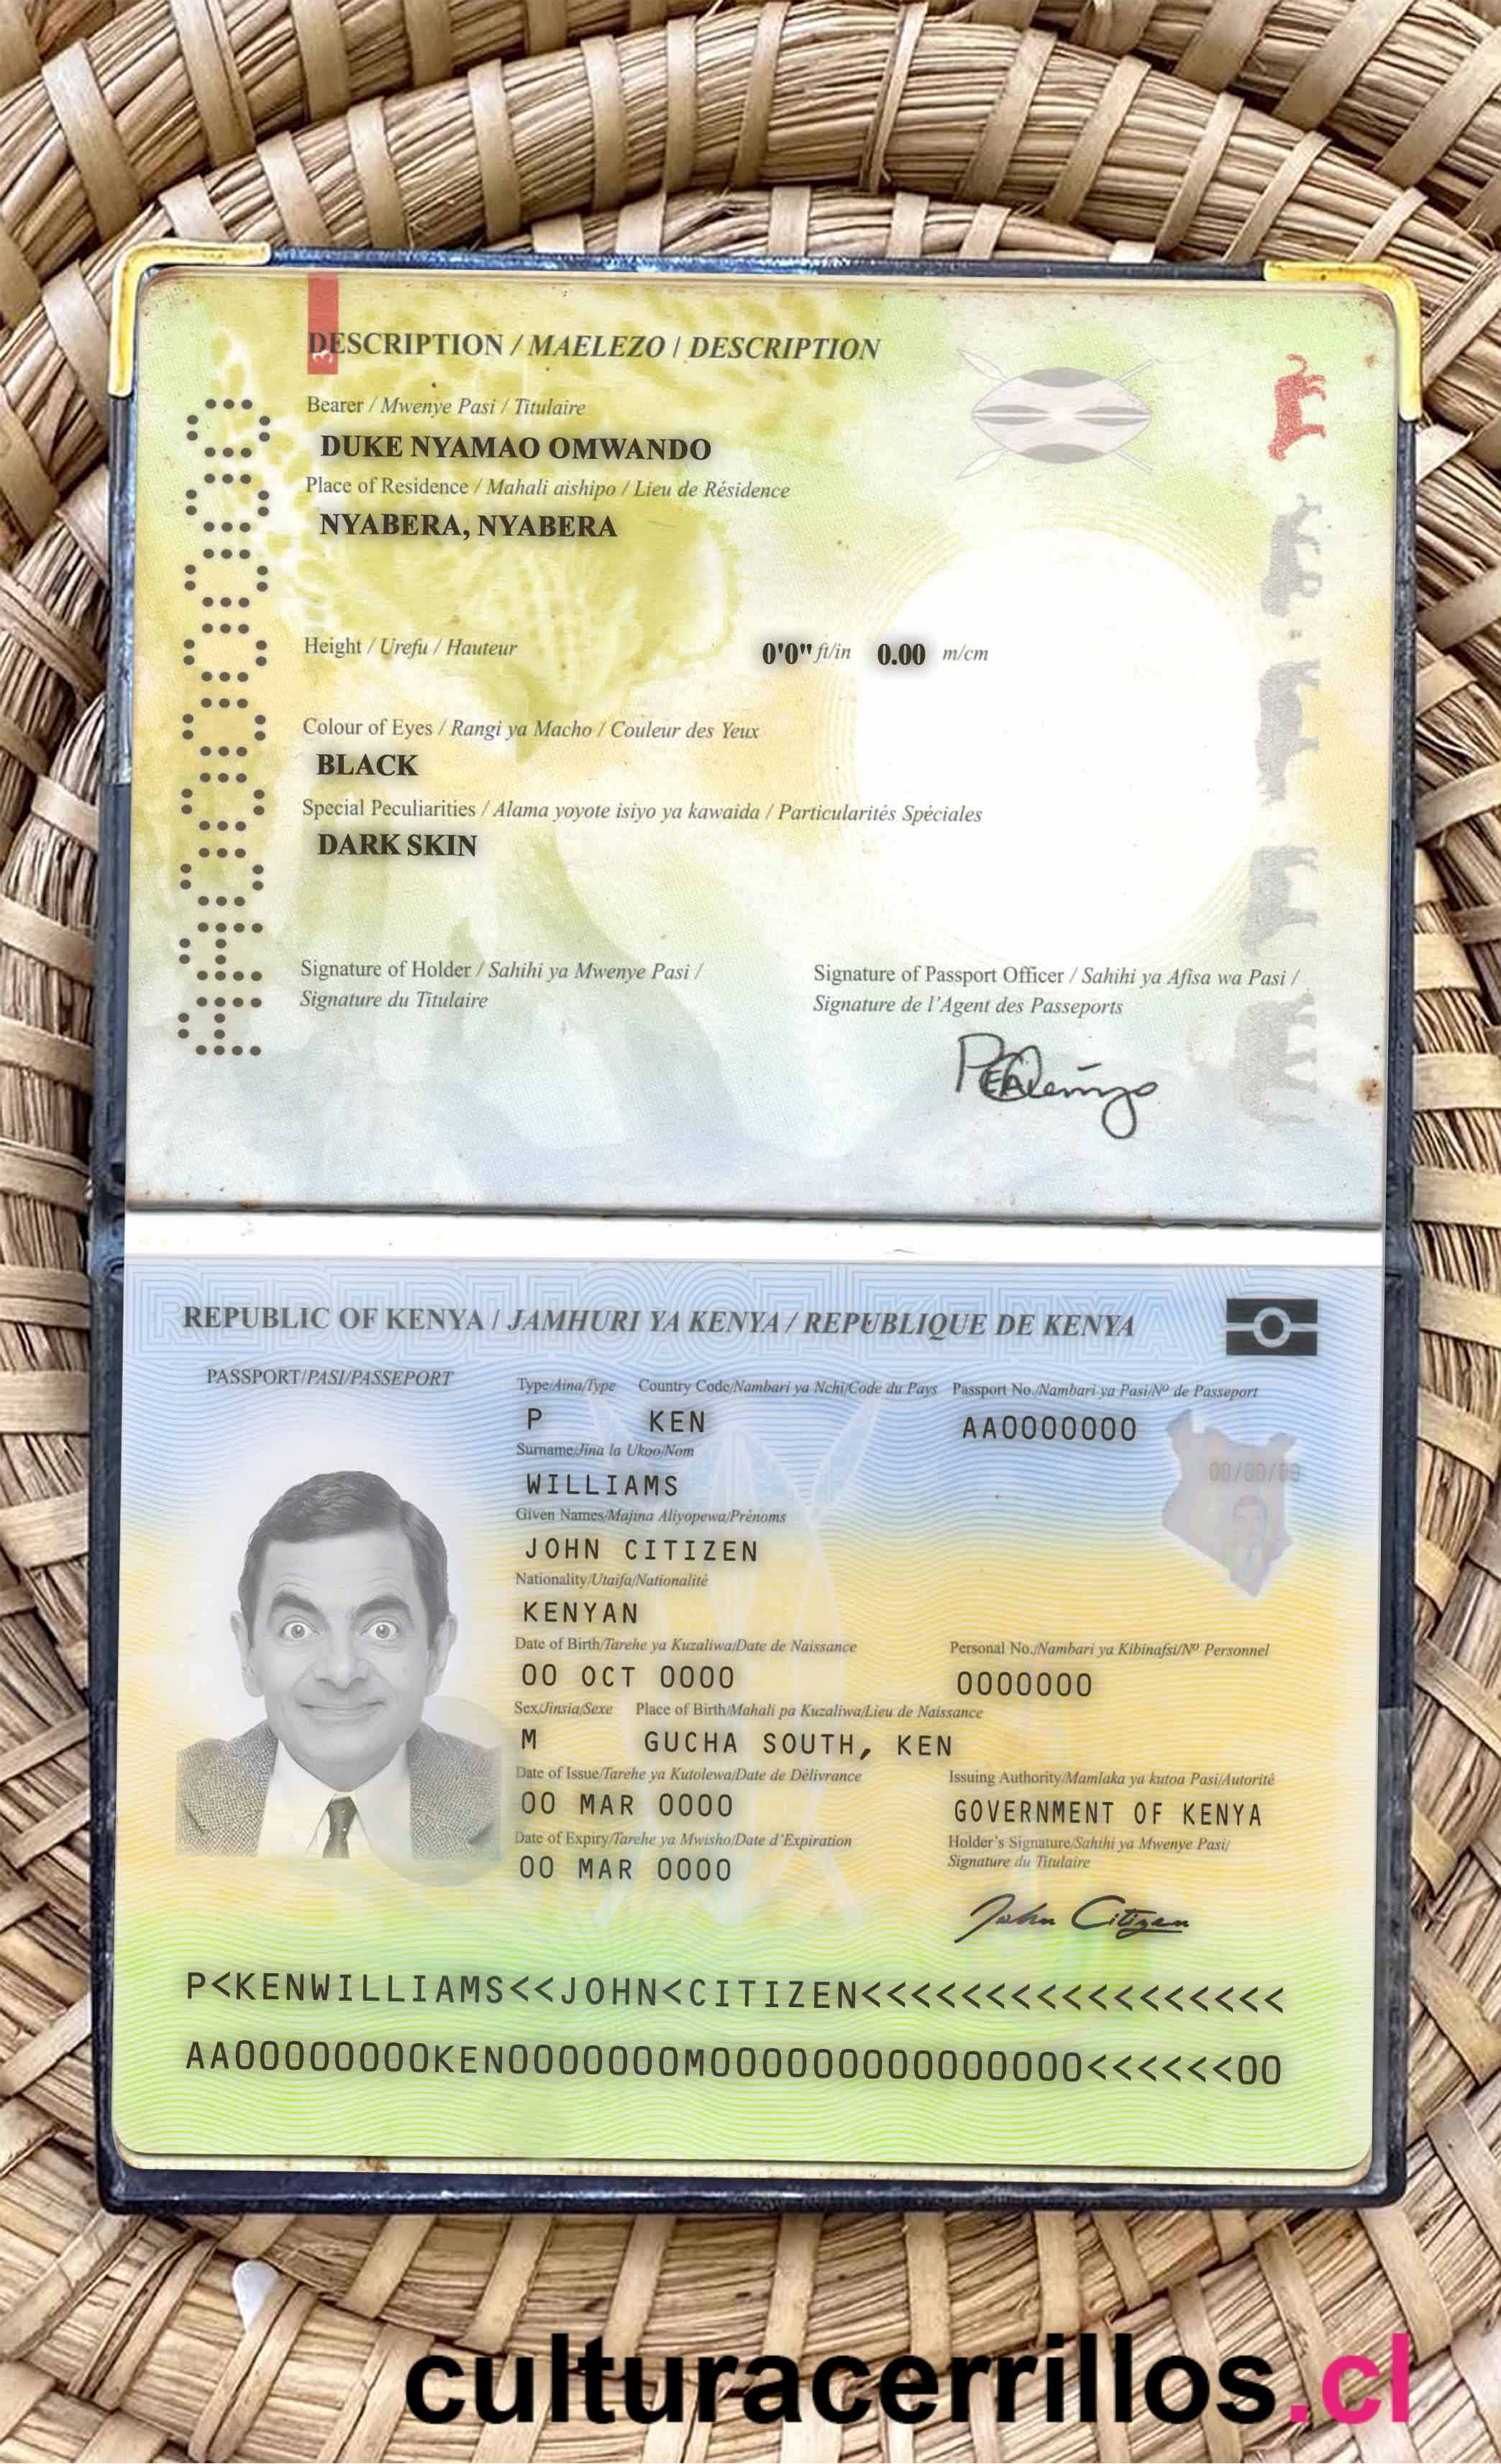 3
DESCRIPTION / MAELEZO / DESCRIPTION
Bearer / Mwenye Pasi / Titulaire
DUKE NYAMAO OMWANDO
Place of Residence / Mahali aishipo / Lieu de Résidence
NYABERA, NYABERA
Height / Urefu / Hauteur 0'0" ft/in 0.00 m/cm
Colour of Eyes / Rangi ya Macho / Couleur des Yeux
BLACK
Special Peculiarities / Alama yoyote isiyo ya kawaida / Particularités Spéciales
DARK SKIN
Signature of Holder / Sahihi ya Mwenye Pasi /
Signature du Titulaire
Signature of Passport Officer / Sahihi ya Afisa wa Pasi /
Signature de l'Agent des Passeports
AA0000000
REPUBLIC OF KENYA / JAMHURI YA KENYA / REPUBLIQUE DE KENYA
PASSPORT/PASI/PASSEPORT
Type/Aina/Type Country Code/Nambari ya Nchi/Code du Pays Passport No./Nambari ya Pasi/Nº de Passeport
P KEN AA0000000
00/00/00
Surname/Jina la Ukoo/Nom
WILLIAMS
Given Names/Majina Aliyopewa/Prénoms
JOHN CITIZEN
Nationality/Utaifa/Nationalité
KENYAN
Date of Birth/Tarehe ya Kuzaliwa/Date de Naissance Personal No./Nambari ya Kibinafsi/Nº Personnel
00 OCT 0000 0000000
Sex/Jinsia/Sexe Place of Birth/Mahali pa Kuzaliwa/Lieu de Naissance
M GUCHA SOUTH, KEN
Date of Issue/Tarehe ya Kutolewa/Date de Délivrance Issuing Authority/Mamlaka ya kutoa Pasi/Autorité
00 MAR 0000 GOVERNMENT OF KENYA
Date of Expiry/Tarehe ya Mwisho/Date d'Expiration Holder's Signature/Sahihi ya Mwenye Pasi/
Signature du Titulaire
00 MAR 0000
John Citizen
P<KENWILLIAMS<<JOHN<CITIZEN<<<<<<<<<<<<<<<<<
AA00000000KEN0000000M000000000000000<<<<<<00
culturacerrillos.cl